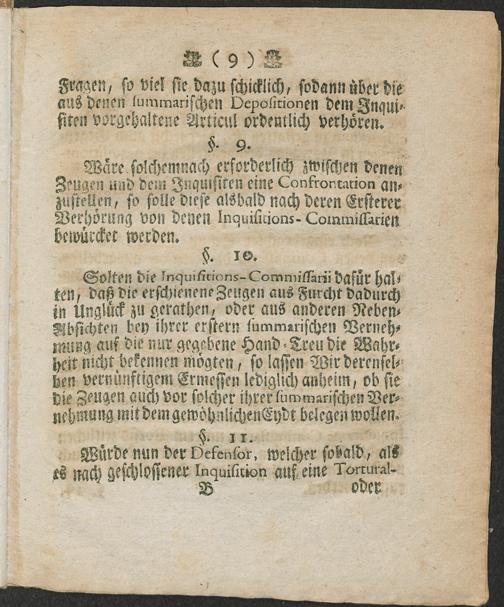 ( 9 )
Fragen, so viel sie dazu schicklich, sodann über die
aus denen summarischen Depositionen dem Inqui-
siten vorgehaltene Articul ordentlich verhören.
§. 9.
Wäre solchemnach erforderlich zwischen denen
Zeugen und dem Inquisiten eine Confrontation an-
zustellen, so solle diese alsbald nach deren Ersterer
Verhörung von denen Inquisitions-Commissarien
bewürcket werden.
§. 10.
Solten die Inquisitions-Commissarii dafür hal-
ten, daß die erschienene Zeugen aus Furcht dadurch
in Unglück zu gerathen, oder aus anderen Neben-
Absichten bey ihrer erstern summarischen Verneh-
mung auf die nur gegebene Hand-Treu die Wahr-
heit nicht bekennen mögten, so lassen Wir derensel-
ben vernünftigem Ermessen lediglich anheim, ob sie
die Zeugen auch vor solcher ihrer summarischen Ver-
nehmung mit dem gewöhnlichen Eydt belegen wollen.
§. 11.
Würde nun der Defensor, welcher sobald, als
es nach geschlossener Inquisition auf eine Tortural-
B oder